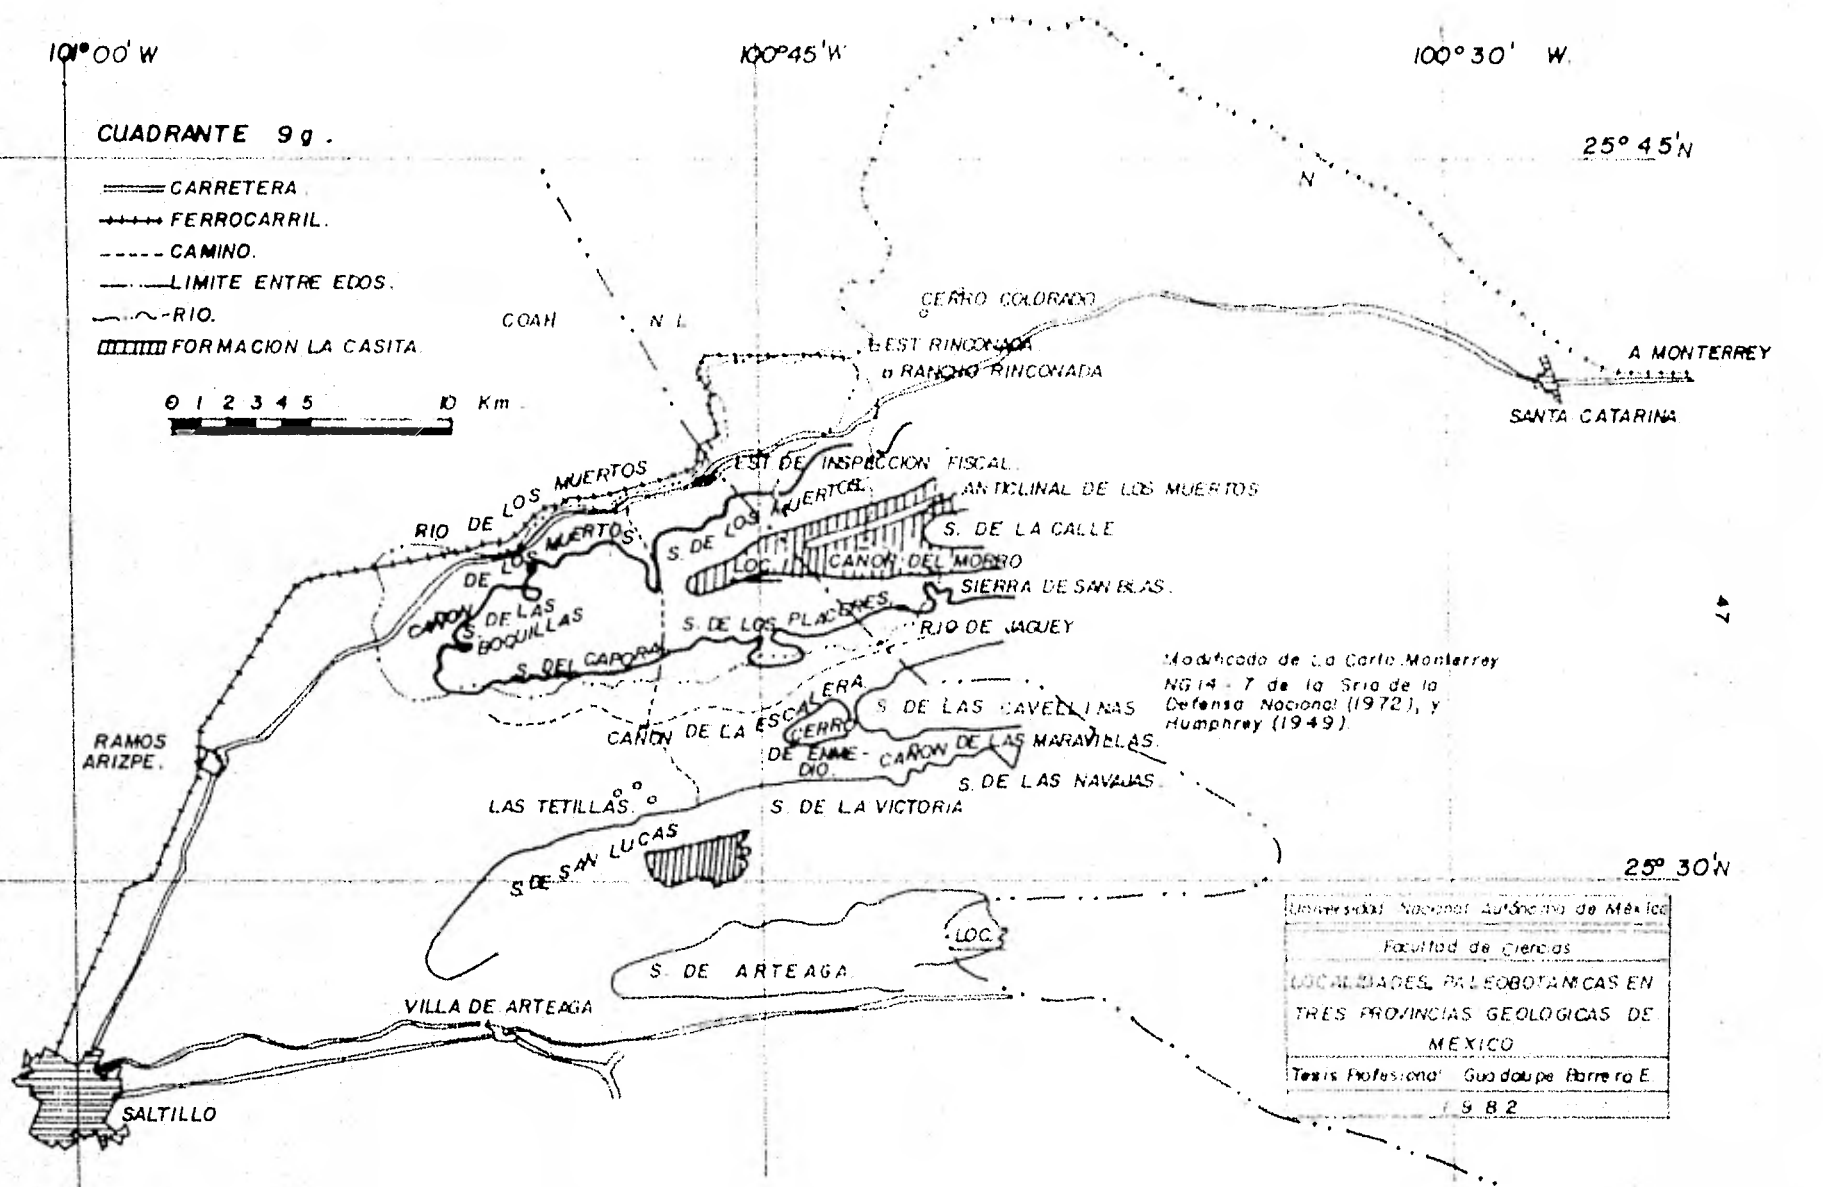 101°00' W
100°45' W
100°30' W.
CUADRANTE 9g.
25° 45'N
CARRETERA.
FERROCARRIL.
CAMINO.
LIMITE ENTRE EDOS.
RIO.
FORMACION LA CASITA.
0 1 2 3 4 5 10 Km.
COAH
N L
N
CERRO COLORADO
EST RINCONADA
RANCHO RINCONADA
A MONTERREY
SANTA CATARINA
RIO DE LOS MUERTOS
EST. DE INSPECCION FISCAL.
ANTICLINAL DE LOS MUERTOS
S. DE LOS MUERTOS.
S. DE LA CALLE
CAÑON DE LOS MUERTOS
LOC. 1
CAÑON DEL MORRO
SIERRA DE SAN BLAS.
S. DE LAS
BOQUILLAS
S. DE LOS PLACERES
RIO DE JAGUEY
S. DEL CAPORAL
47
Modificado de La Carta Monterrey
NG 14 - 7 de la Sria de la
Defensa Nacional (1972), y
Humphrey (1949).
CAÑON DE LA ESCALERA.
S. DE LAS CAVELLINAS
CERRO
DE ENME-
DIO.
CAÑON DE LAS MARAVILLAS.
RAMOS
ARIZPE.
S. DE LAS NAVAJAS.
LAS TETILLAS.
S. DE LA VICTORIA
S. DE SAN LUCAS
25° 30'N
LOC. 2
S. DE ARTEAGA
VILLA DE ARTEAGA
SALTILLO
Universidad Nacional Autónoma de México
Facultad de Ciencias
LOCALIDADES PALEOBOTANICAS EN
TRES PROVINCIAS GEOLOGICAS DE
MEXICO
Tesis Profesional Guadalupe Barrera E.
1982